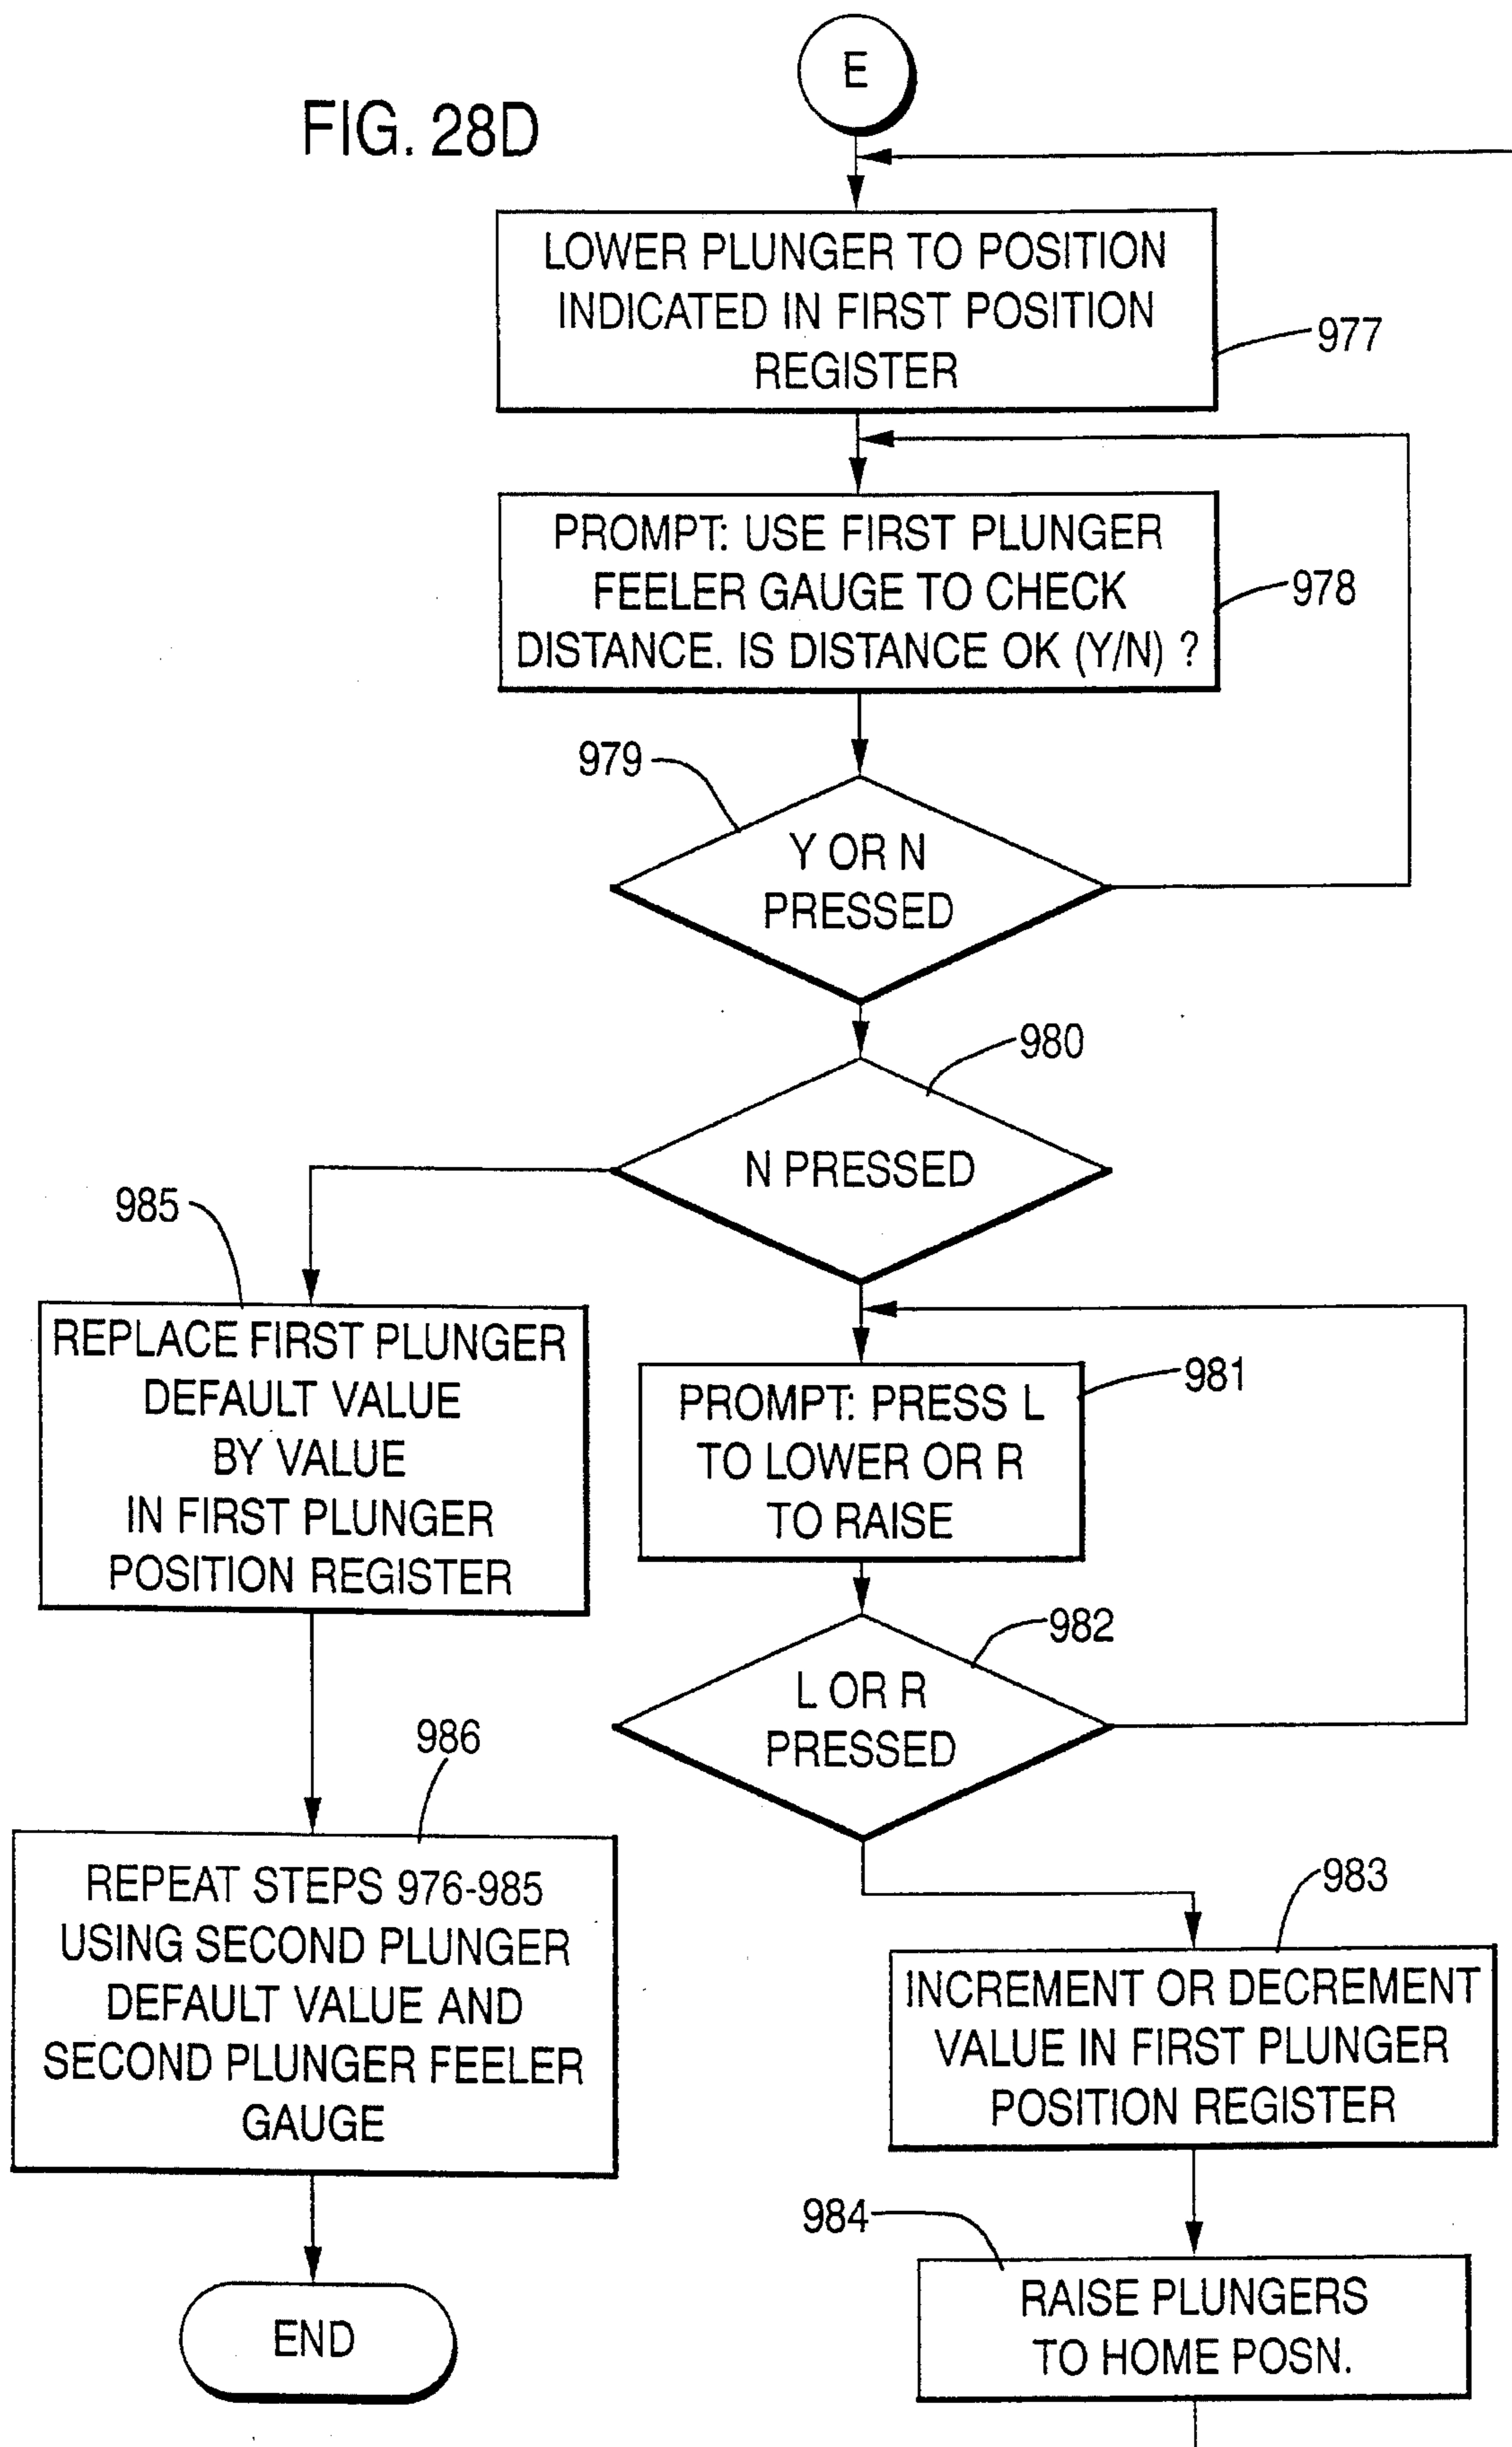 E
FIG. 28D
LOWER PLUNGER TO POSITION
INDICATED IN FIRST POSITION
REGISTER
977
PROMPT: USE FIRST PLUNGER
FEELER GAUGE TO CHECK
DISTANCE. IS DISTANCE OK (Y/N) ?
978
979
Y OR N
PRESSED
980
N PRESSED
985
REPLACE FIRST PLUNGER
DEFAULT VALUE
BY VALUE
IN FIRST PLUNGER
POSITION REGISTER
981
PROMPT: PRESS L
TO LOWER OR R
TO RAISE
982
L OR R
PRESSED
986
REPEAT STEPS 976-985
USING SECOND PLUNGER
DEFAULT VALUE AND
SECOND PLUNGER FEELER
GAUGE
983
INCREMENT OR DECREMENT
VALUE IN FIRST PLUNGER
POSITION REGISTER
984
RAISE PLUNGERS
TO HOME POSN.
END